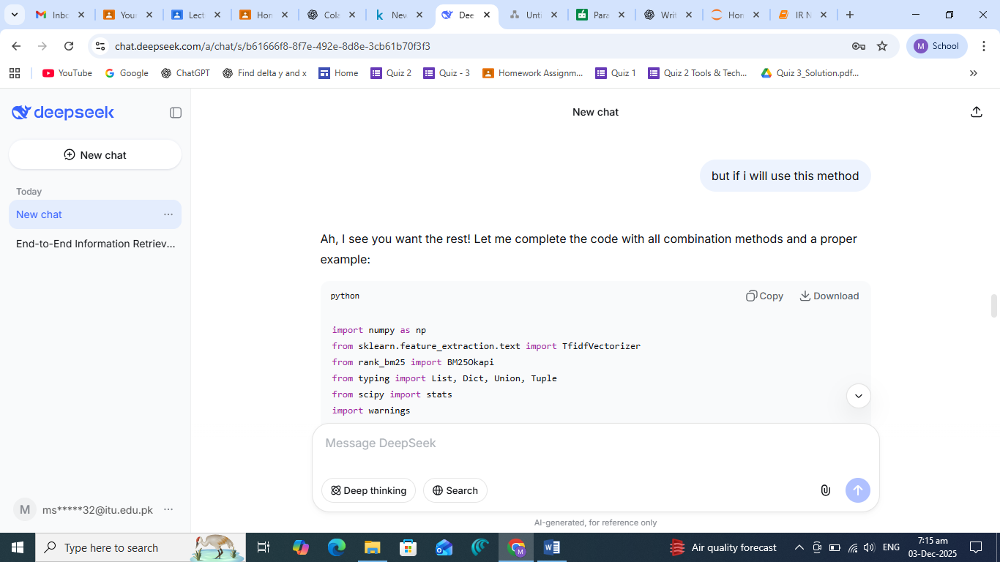 Inbo
You
Lect
Hon
Cola
New
Dee
Unti
Para
Writ
Hon
IR N
chat.deepseek.com/a/chat/s/b61666f8-8f7e-492e-8d8e-3cb61b70f3f3
M School
YouTube
Google
ChatGPT
Find delta y and x
Home
Quiz 2
Quiz - 3
Homework Assignm...
Quiz 1
Quiz 2 Tools & Tech...
Quiz 3_Solution.pdf...
deepseek
New chat
New chat
Today
New chat
End-to-End Information Retriev...
but if i will use this method
Ah, I see you want the rest! Let me complete the code with all combination methods and a proper
example:
python
Copy
Download
import numpy as np
from sklearn.feature_extraction.text import TfidfVectorizer
from rank_bm25 import BM25Okapi
from typing import List, Dict, Union, Tuple
from scipy import stats
import warnings
Message DeepSeek
Deep thinking
Search
M ms*****32@itu.edu.pk
AI-generated, for reference only
Type here to search
Air quality forecast
ENG
7:15 am
03-Dec-2025